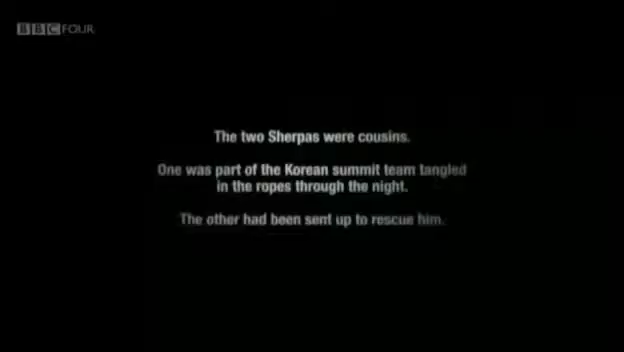 BBC FOUR
The two Sherpas were cousins.
One was part of the Korean summit team tangled
in the ropes through the night.
The other had been sent up to rescue him.